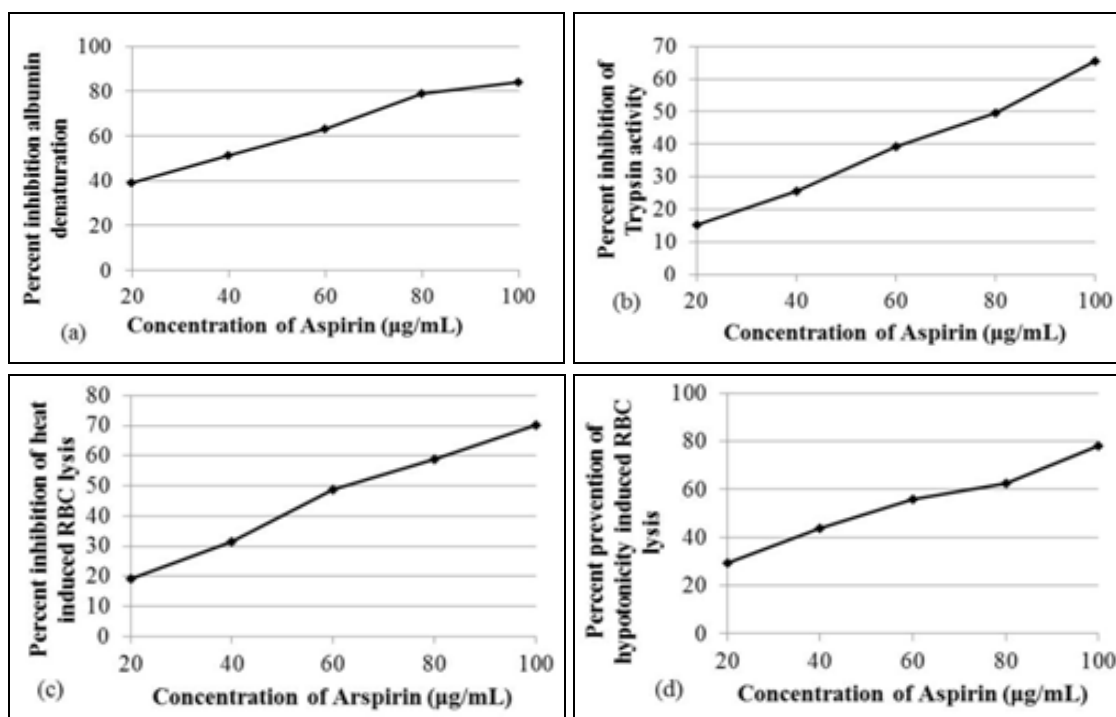 Percent inhibition albumin
denaturation
100
80
60
40
20
0
20 40 60 80 100
Concentration of Aspirin (µg/mL)
(a)
Percent inhibition of
Trypsin activity
70
60
50
40
30
20
10
0
20 40 60 80 100
Concentration of Aspirin (µg/mL)
(b)
Percent inhibition of heat
induced RBC lysis
80
70
60
50
40
30
20
10
0
20 40 60 80 100
Concentration of Arspirin (µg/mL)
(c)
Percent prevention of
hypotonicity induced RBC
lysis
100
80
60
40
20
0
20 40 60 80 100
Concentration of Aspirin (µg/mL)
(d)